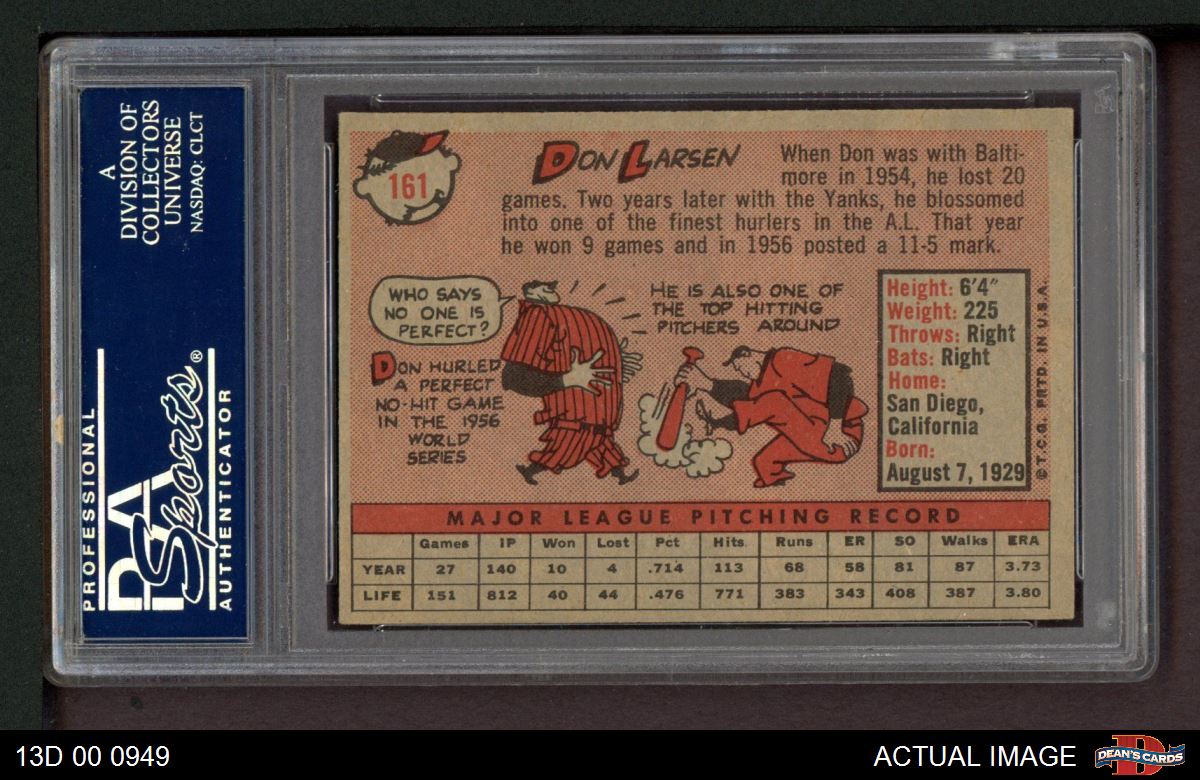 A
DIVISION OF
COLLECTORS
UNIVERSE
NASDAQ: CLCT
PROFESSIONAL
PSA
Sports®
AUTHENTICATOR
161
DON LARSEN
When Don was with Balti-
more in 1954, he lost 20
games. Two years later with the Yanks, he blossomed
into one of the finest hurlers in the A.L. That year
he won 9 games and in 1956 posted a 11-5 mark.
WHO SAYS
NO ONE IS
PERFECT?
DON HURLED
A PERFECT
NO-HIT GAME
IN THE 1956
WORLD
SERIES
HE IS ALSO ONE OF
THE TOP HITTING
PITCHERS AROUND
Height: 6'4"
Weight: 225
Throws: Right
Bats: Right
Home:
San Diego,
California
Born:
August 7, 1929
©T.C.G. PRTD. IN U.S.A.
MAJOR LEAGUE PITCHING RECORD
Games IP Won Lost Pct Hits Runs ER SO Walks ERA
YEAR 27 140 10 4 .714 113 68 58 81 87 3.73
LIFE 151 812 40 44 .476 771 383 343 408 387 3.80
13D 00 0949
ACTUAL IMAGE
D
DEAN'S CARDS